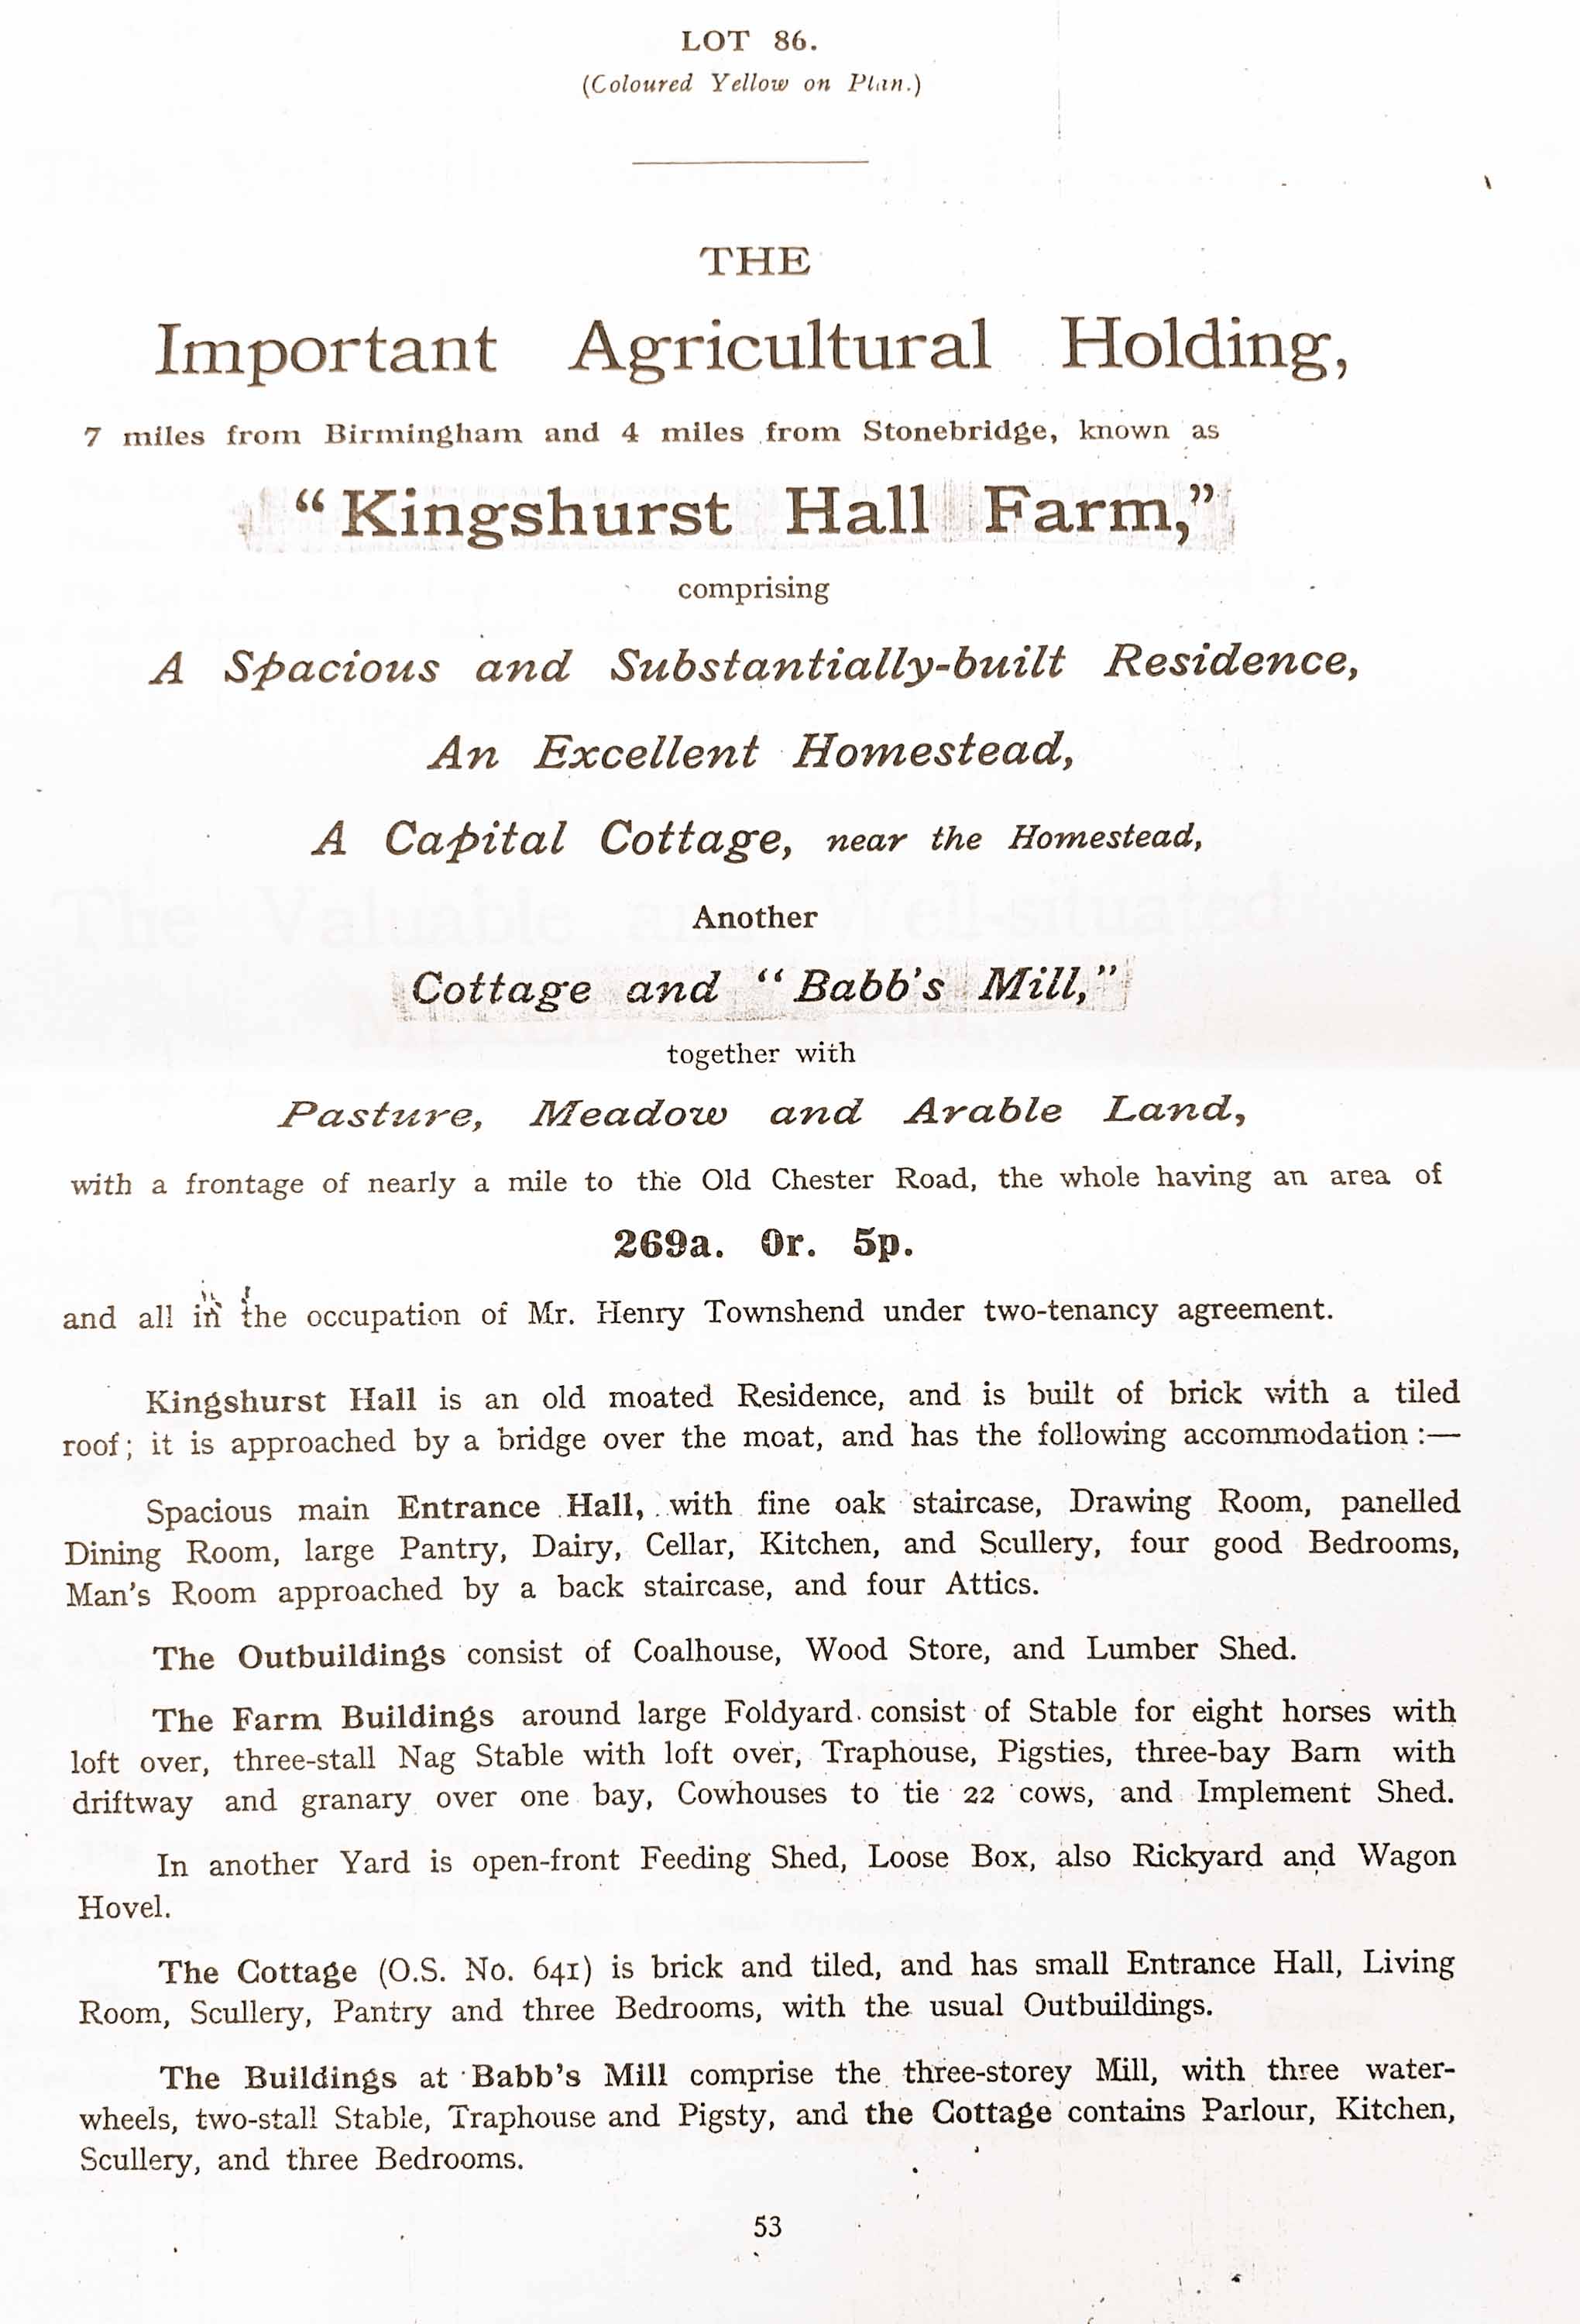 LOT 86.
(Coloured Yellow on Plan.)
THE
Important Agricultural Holding,
7 miles from Birmingham and 4 miles from Stonebridge, known as
“Kingshurst Hall Farm,”
comprising
A Spacious and Substantially-built Residence,
An Excellent Homestead,
A Capital Cottage, near the Homestead,
Another
Cottage and “Babb’s Mill,”
together with
Pasture, Meadow and Arable Land,
with a frontage of nearly a mile to the Old Chester Road, the whole having an area of
269a. 0r. 5p.
and all in the occupation of Mr. Henry Townshend under two-tenancy agreement.
Kingshurst Hall is an old moated Residence, and is built of brick with a tiled
roof; it is approached by a bridge over the moat, and has the following accommodation :—
Spacious main Entrance Hall, with fine oak staircase, Drawing Room, panelled
Dining Room, large Pantry, Dairy, Cellar, Kitchen, and Scullery, four good Bedrooms,
Man’s Room approached by a back staircase, and four Attics.
The Outbuildings consist of Coalhouse, Wood Store, and Lumber Shed.
The Farm Buildings around large Foldyard consist of Stable for eight horses with
loft over, three-stall Nag Stable with loft over, Traphouse, Pigsties, three-bay Barn with
driftway and granary over one bay, Cowhouses to tie 22 cows, and Implement Shed.
In another Yard is open-front Feeding Shed, Loose Box, also Rickyard and Wagon
Hovel.
The Cottage (O.S. No. 641) is brick and tiled, and has small Entrance Hall, Living
Room, Scullery, Pantry and three Bedrooms, with the usual Outbuildings.
The Buildings at Babb’s Mill comprise the three-storey Mill, with three water-
wheels, two-stall Stable, Traphouse and Pigsty, and the Cottage contains Parlour, Kitchen,
Scullery, and three Bedrooms.
53